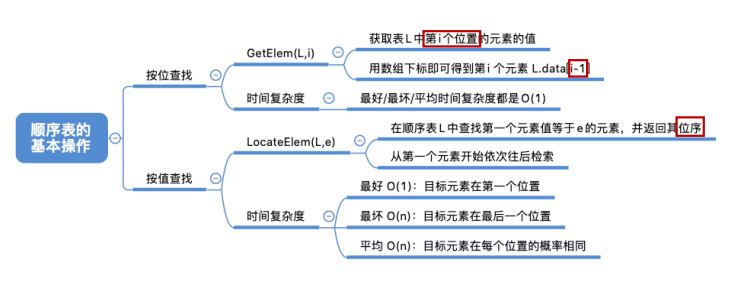 顺序表的
基本操作
按位查找
GetElem(L,i)
获取表L中第i个位置的元素的值
用数组下标即可得到第i个元素 L.data[i-1]
时间复杂度
最好/最坏/平均时间复杂度都是O(1)
按值查找
LocateElem(L,e)
在顺序表L中查找第一个元素值等于e的元素，并返回其位序
从第一个元素开始依次往后检索
时间复杂度
最好 O(1)：目标元素在第一个位置
最坏 O(n)：目标元素在最后一个位置
平均 O(n)：目标元素在每个位置的概率相同